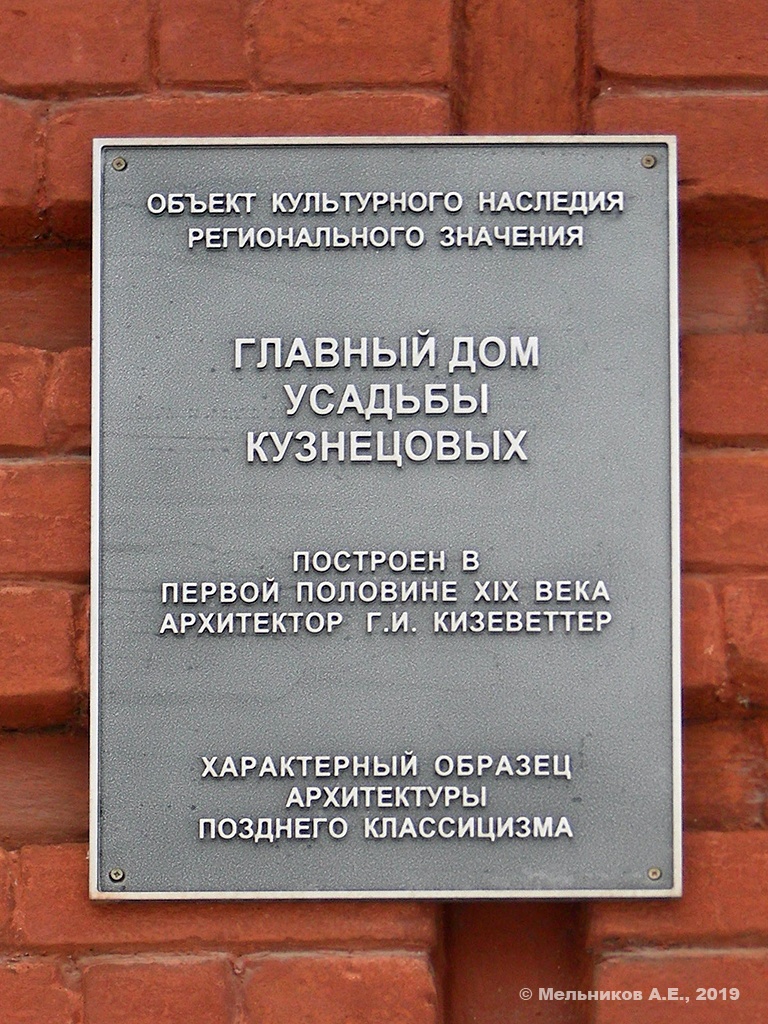 ОБЪЕКТ КУЛЬТУРНОГО НАСЛЕДИЯ
РЕГИОНАЛЬНОГО ЗНАЧЕНИЯ
ГЛАВНЫЙ ДОМ
УСАДЬБЫ
КУЗНЕЦОВЫХ
ПОСТРОЕН В
ПЕРВОЙ ПОЛОВИНЕ XIX ВЕКА
АРХИТЕКТОР Г.И. КИЗЕВЕТТЕР
ХАРАКТЕРНЫЙ ОБРАЗЕЦ
АРХИТЕКТУРЫ
ПОЗДНЕГО КЛАССИЦИЗМА
© Мельников А.Е., 2019